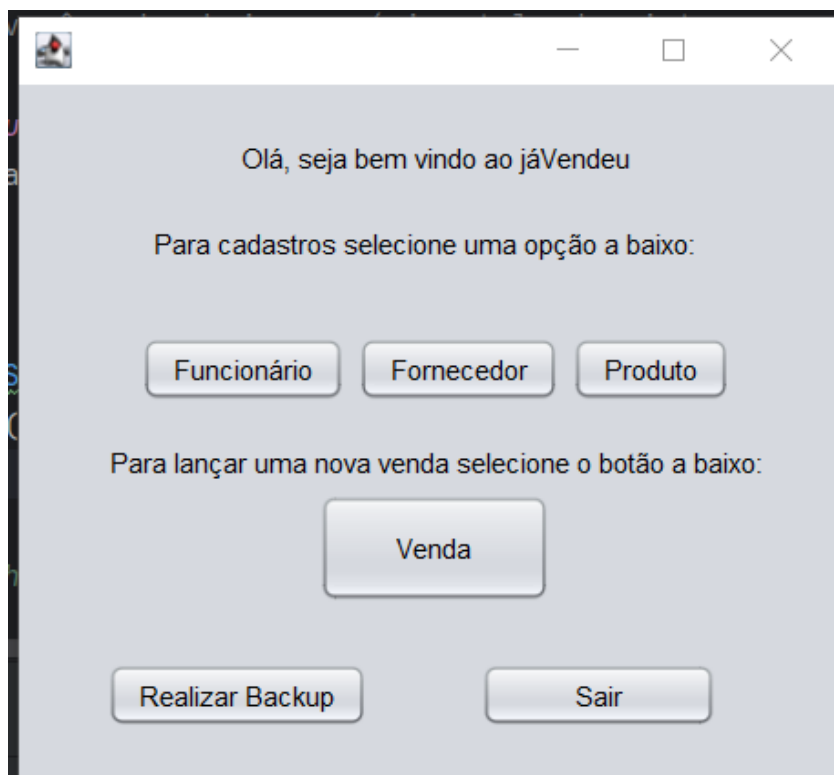 Olá, seja bem vindo ao jáVendeu
Para cadastros selecione uma opção a baixo:
Funcionário Fornecedor Produto
Para lançar uma nova venda selecione o botão a baixo:
Venda
Realizar Backup Sair